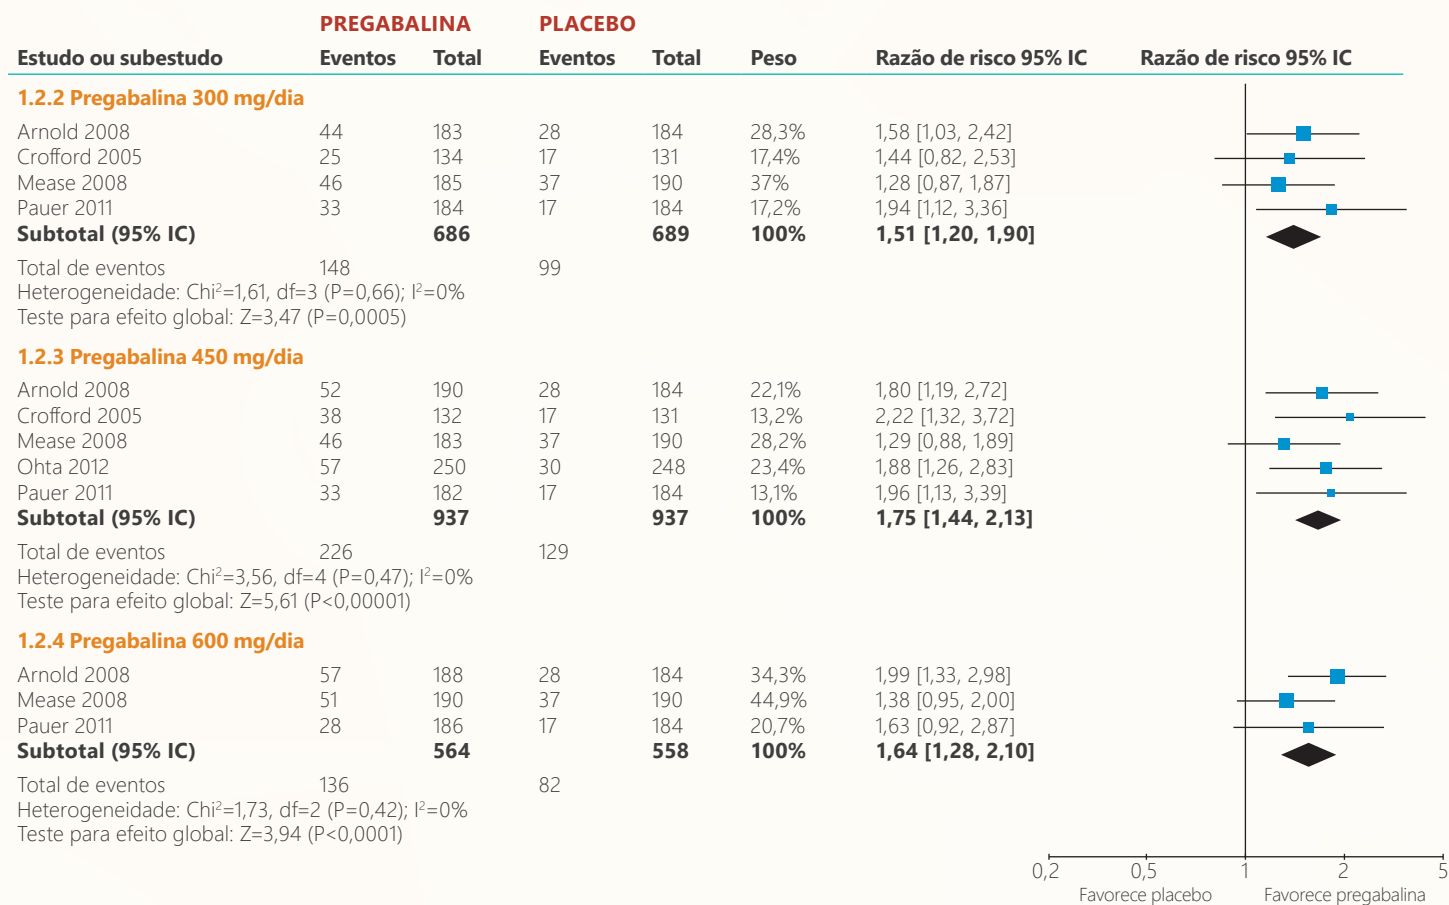 PREGABALINA PLACEBO
Estudo ou subestudo Eventos Total Eventos Total Peso Razão de risco 95% IC Razão de risco 95% IC
1.2.2 Pregabalina 300 mg/dia
Arnold 2008 44 183 28 184 28,3% 1,58 [1,03, 2,42]
Crofford 2005 25 134 17 131 17,4% 1,44 [0,82, 2,53]
Mease 2008 46 185 37 190 37% 1,28 [0,87, 1,87]
Pauer 2011 33 184 17 184 17,2% 1,94 [1,12, 3,36]
Subtotal (95% IC) 686 689 100% 1,51 [1,20, 1,90]
Total de eventos 148 99
Heterogeneidade: Chi²=1,61, df=3 (P=0,66); I²=0%
Teste para efeito global: Z=3,47 (P=0,0005)
1.2.3 Pregabalina 450 mg/dia
Arnold 2008 52 190 28 184 22,1% 1,80 [1,19, 2,72]
Crofford 2005 38 132 17 131 13,2% 2,22 [1,32, 3,72]
Mease 2008 46 183 37 190 28,2% 1,29 [0,88, 1,89]
Ohta 2012 57 250 30 248 23,4% 1,88 [1,26, 2,83]
Pauer 2011 33 182 17 184 13,1% 1,96 [1,13, 3,39]
Subtotal (95% IC) 937 937 100% 1,75 [1,44, 2,13]
Total de eventos 226 129
Heterogeneidade: Chi²=3,56, df=4 (P=0,47); I²=0%
Teste para efeito global: Z=5,61 (P<0,00001)
1.2.4 Pregabalina 600 mg/dia
Arnold 2008 57 188 28 184 34,3% 1,99 [1,33, 2,98]
Mease 2008 51 190 37 190 44,9% 1,38 [0,95, 2,00]
Pauer 2011 28 186 17 184 20,7% 1,63 [0,92, 2,87]
Subtotal (95% IC) 564 558 100% 1,64 [1,28, 2,10]
Total de eventos 136 82
Heterogeneidade: Chi²=1,73, df=2 (P=0,42); I²=0%
Teste para efeito global: Z=3,94 (P<0,0001)
0,2 0,5 1 2 5
Favorece placebo Favorece pregabalina